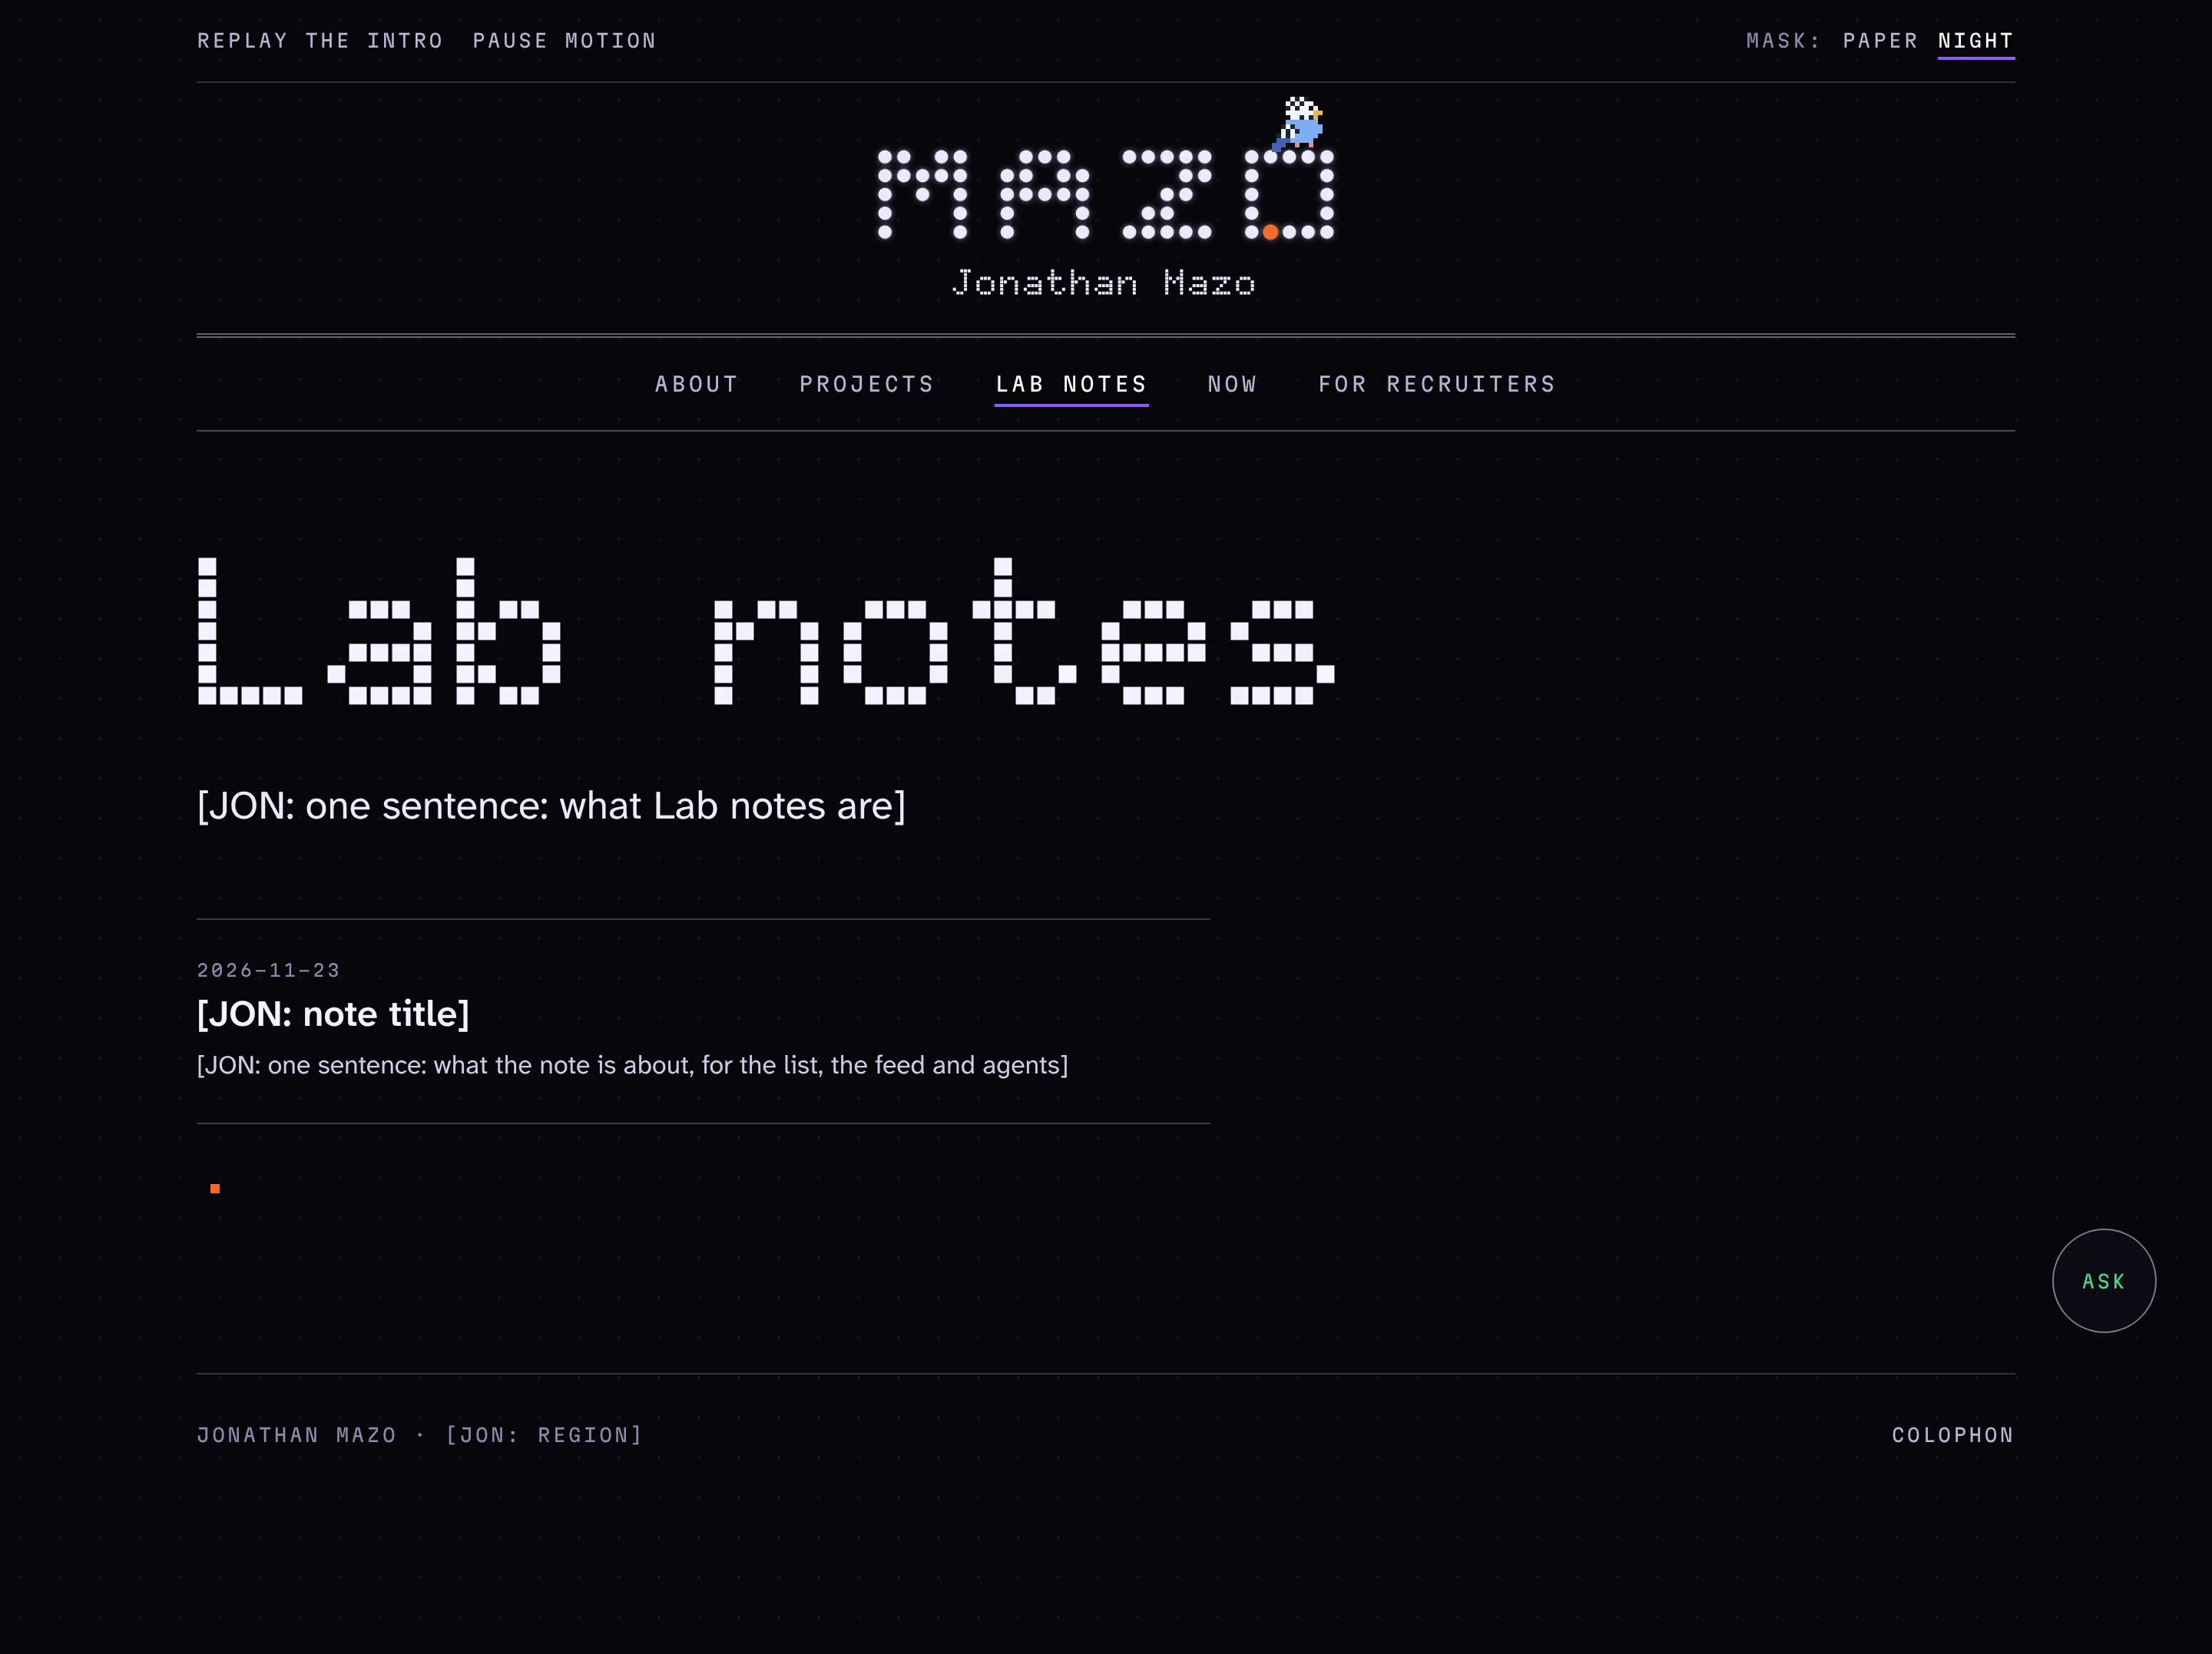 REPLAY THE INTRO PAUSE MOTION MASK: PAPER NIGHT
MAZO
Jonathan Mazo
ABOUT PROJECTS LAB NOTES NOW FOR RECRUITERS
Lab notes
[JON: one sentence: what Lab notes are]
2026-11-23
[JON: note title]
[JON: one sentence: what the note is about, for the list, the feed and agents]
ASK
JONATHAN MAZO · [JON: REGION] COLOPHON